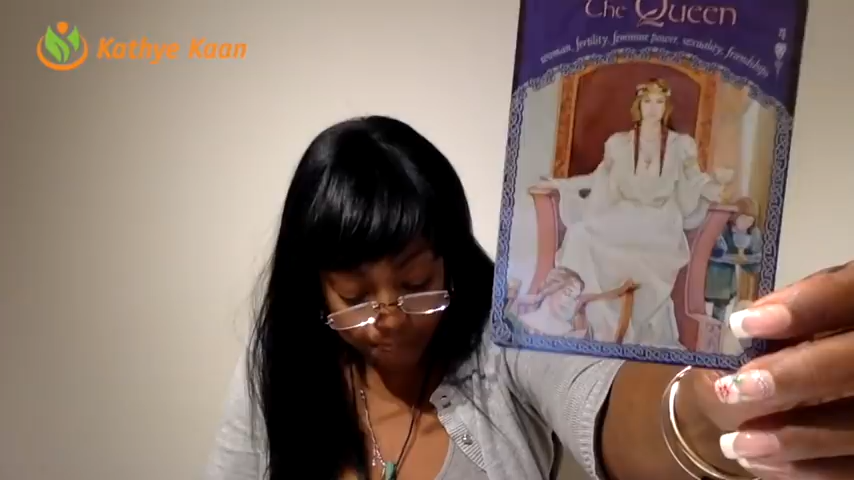 Kathye Kaan
The Queen
woman, fertility, feminine power, sexuality, friendships